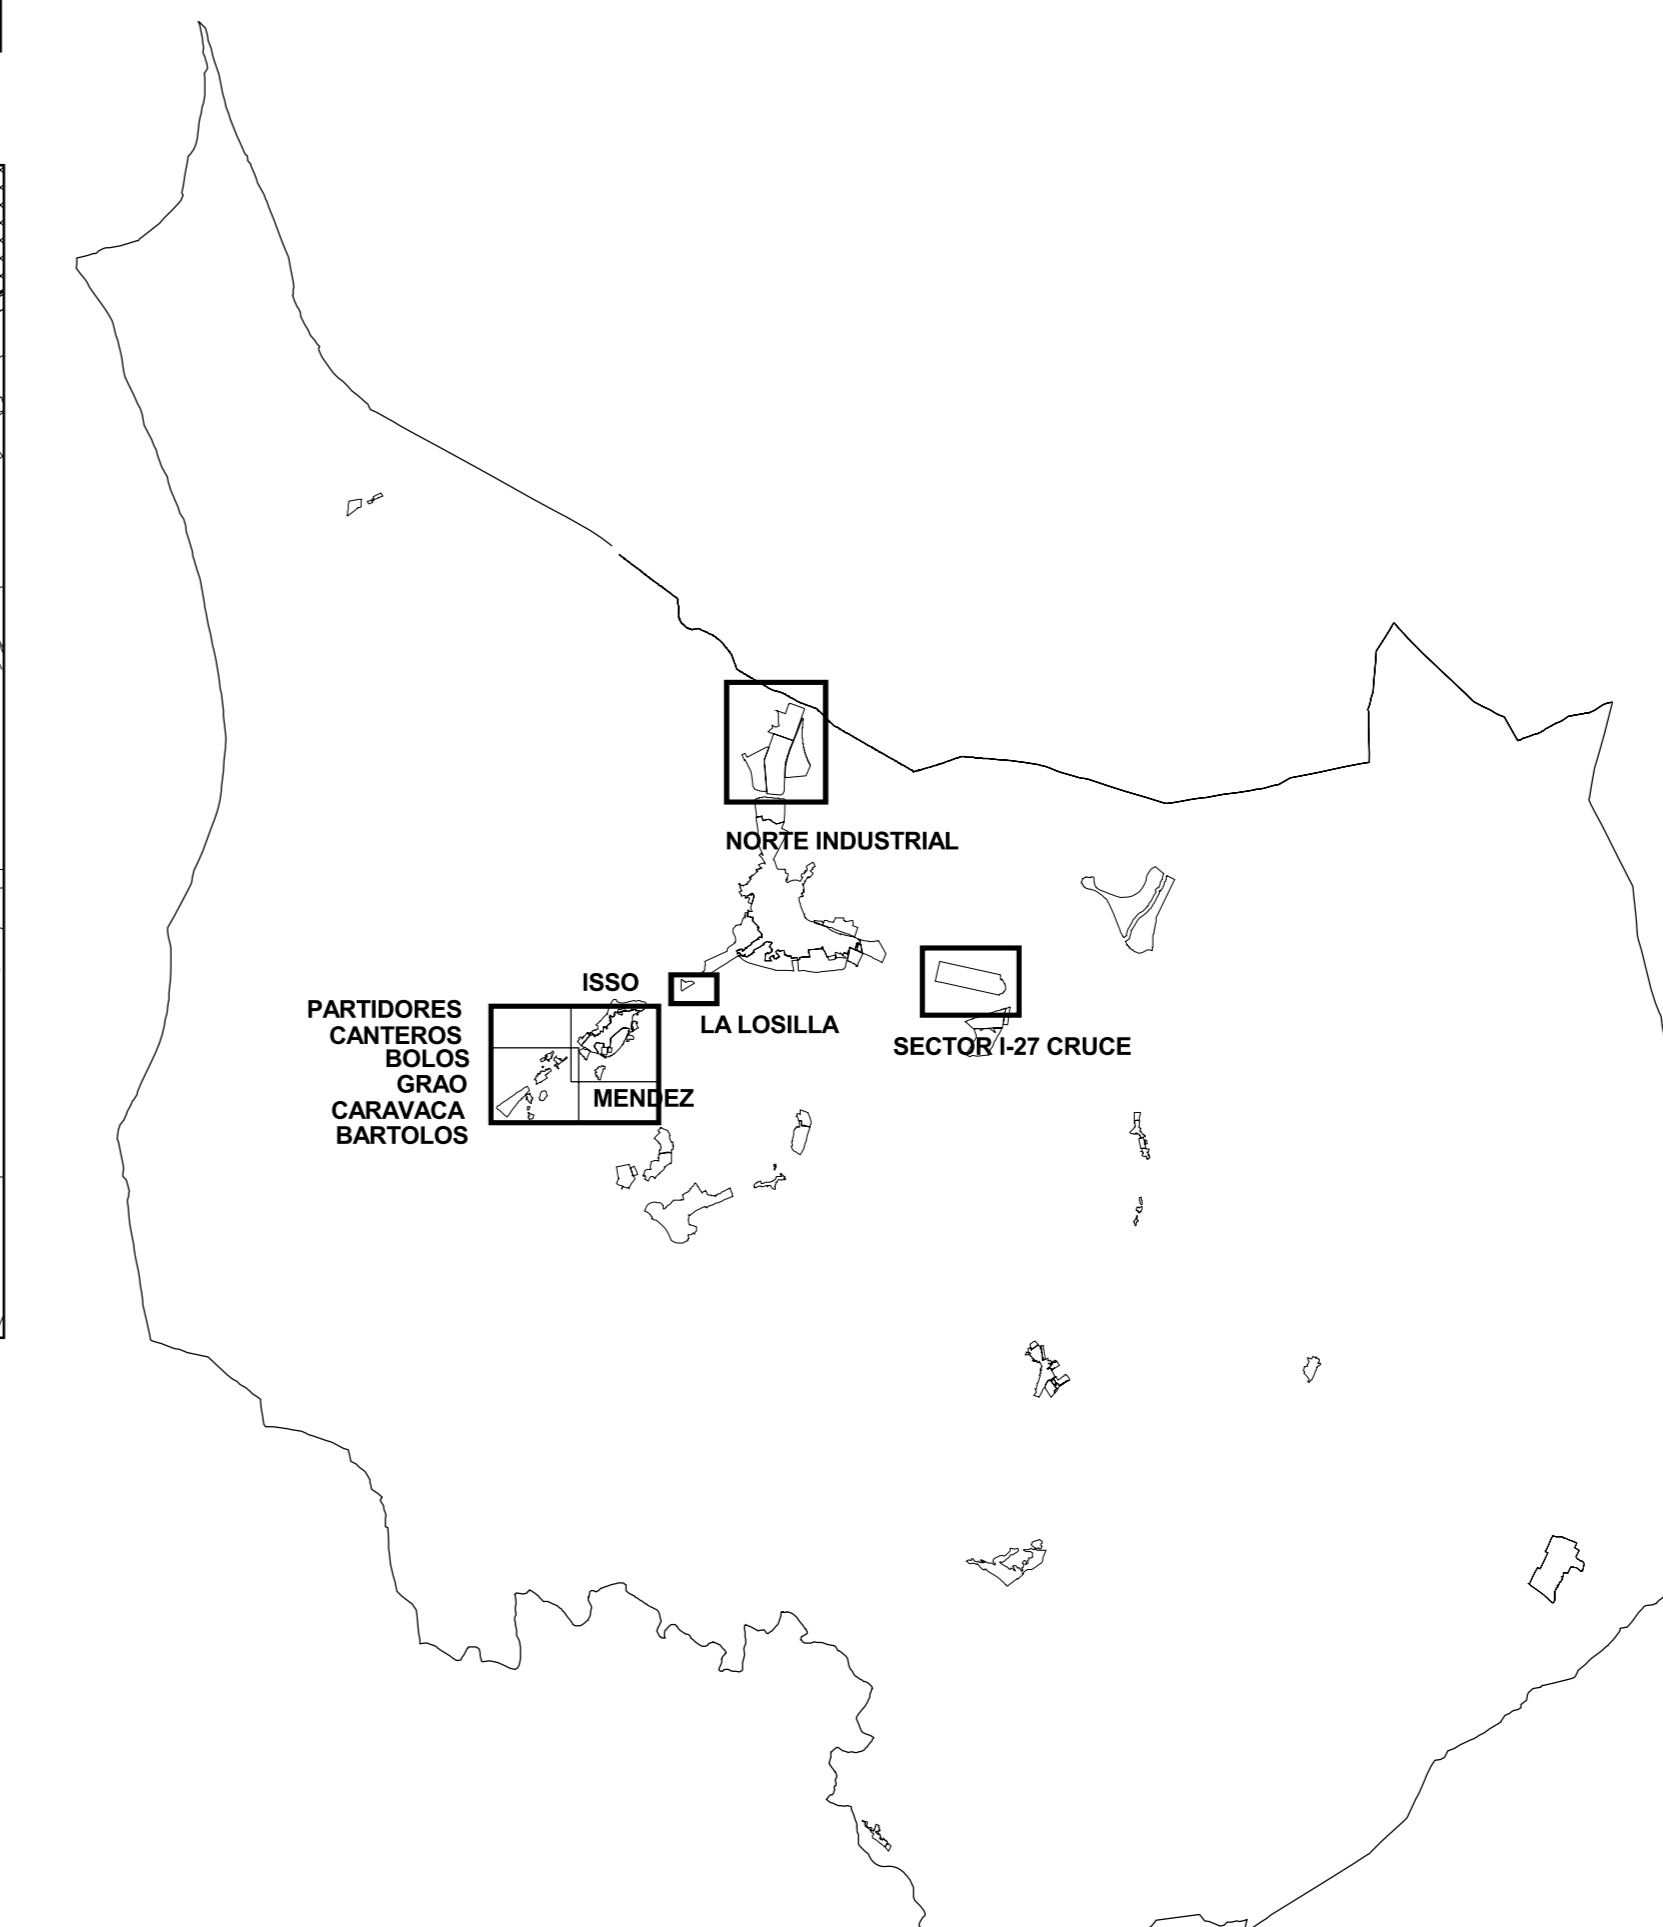 NORTE INDUSTRIAL
ISSO
PARTIDORES
CANTEROS
BOLOS
GRAO
CARAVACA
BARTOLOS
LA LOSILLA
MENDEZ
SECTOR I-27 CRUCE